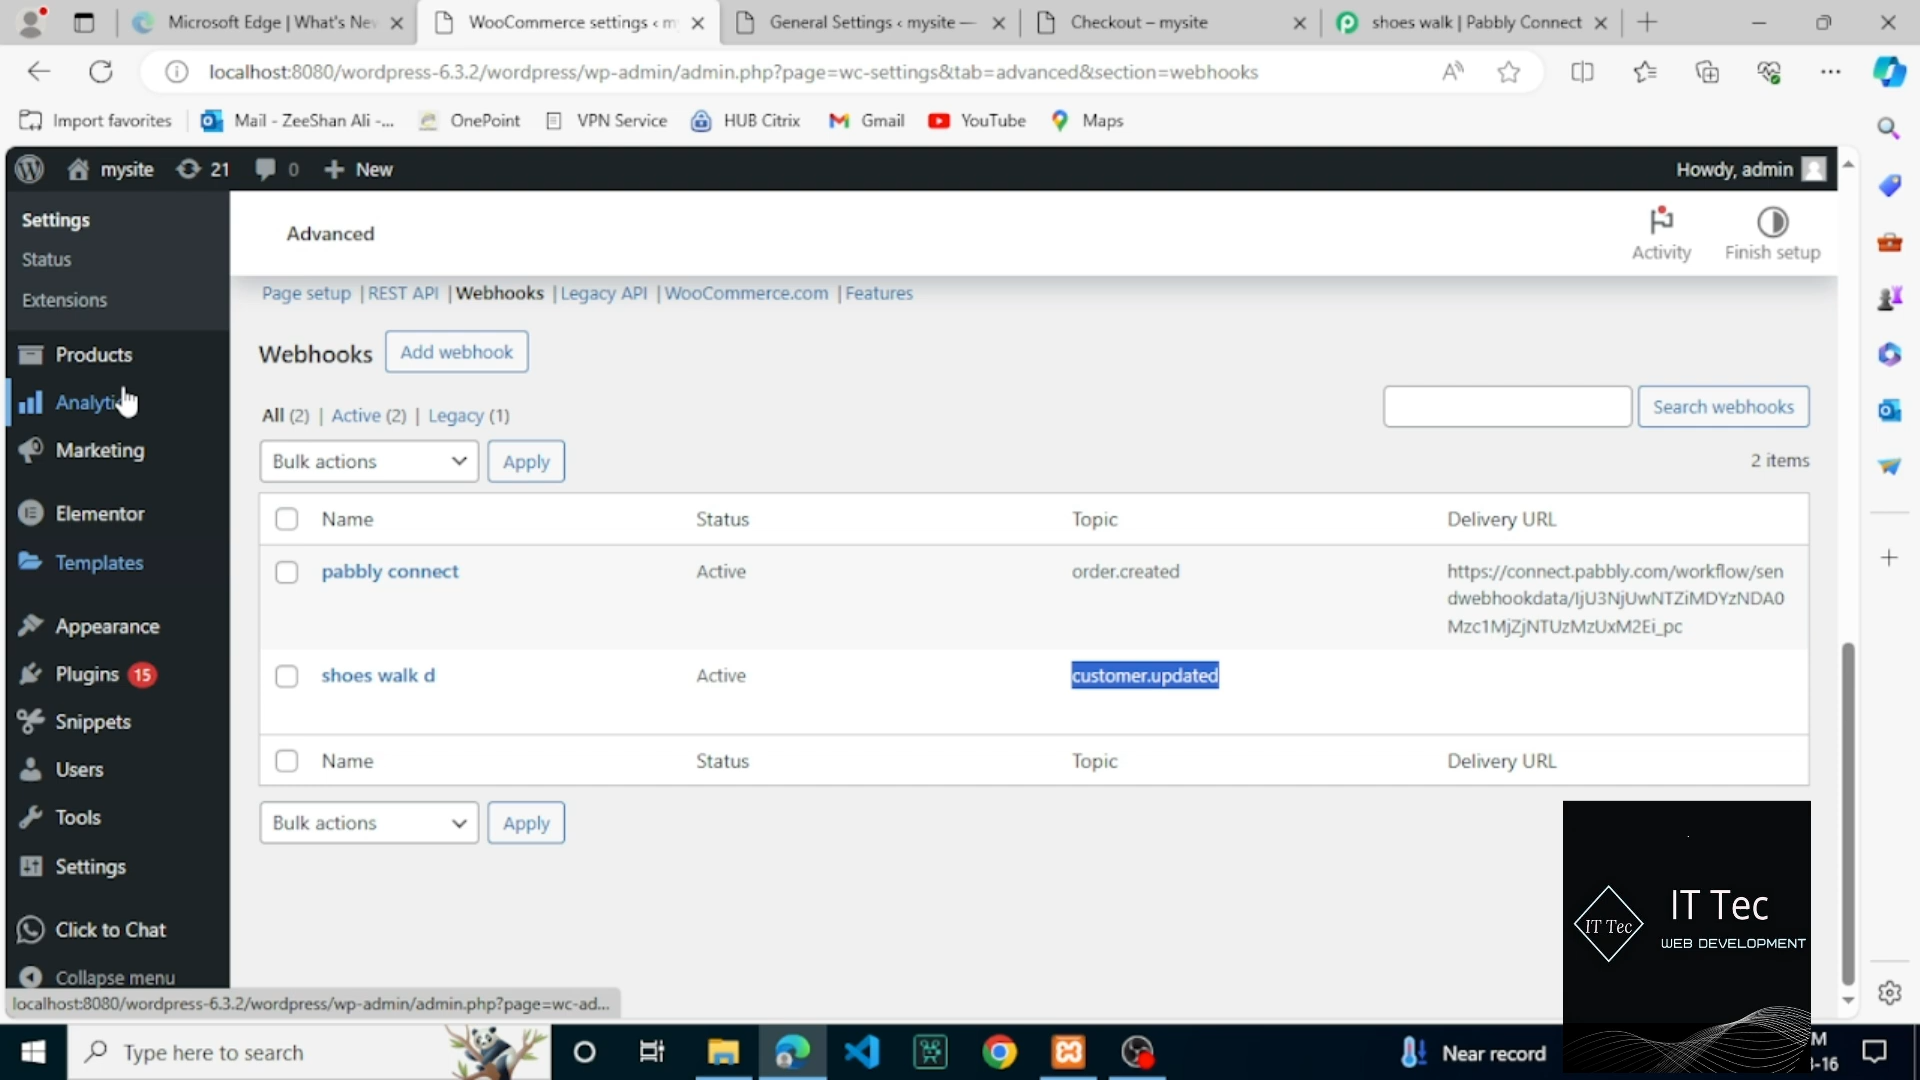 Microsoft Edge | What's New
WooCommerce settings ‹ m
General Settings ‹ mysite —
Checkout – mysite
shoes walk | Pabbly Connect
localhost:8080/wordpress-6.3.2/wordpress/wp-admin/admin.php?page=wc-settings&tab=advanced&section=webhooks
Import favorites
Mail - ZeeShan Ali -...
OnePoint
VPN Service
HUB Citrix
Gmail
YouTube
Maps
mysite
21
0
New
Howdy, admin
Settings
Status
Extensions
Products
Analyti
Marketing
Elementor
Templates
Appearance
Plugins 15
Snippets
Users
Tools
Settings
Click to Chat
Collapse menu
Advanced
Activity
Finish setup
Page setup | REST API | Webhooks | Legacy API | WooCommerce.com | Features
Webhooks
Add webhook
All (2) | Active (2) | Legacy (1)
Search webhooks
Bulk actions
Apply
2 items
Name Status Topic Delivery URL
pabbly connect Active order.created
https://connect.pabbly.com/workflow/sen
dwebhookdata/IjU3NjUwNTZiMDYzNDA0
Mzc1MjZjNTUzMzUxM2Ei_pc
shoes walk d Active customer.updated
Name Status Topic Delivery URL
Bulk actions
Apply
IT Tec
IT Tec
WEB DEVELOPMENT
localhost:8080/wordpress-6.3.2/wordpress/wp-admin/admin.php?page=wc-ad...
Type here to search
Near record
M
-16